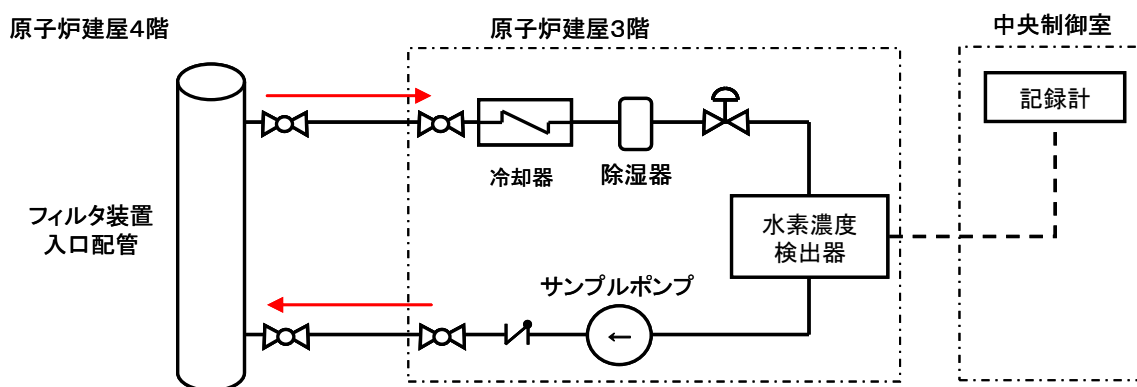 原子炉建屋4階
原子炉建屋3階
中央制御室
記録計
冷却器
除湿器
フィルタ装置
入口配管
水素濃度
検出器
サンプルポンプ